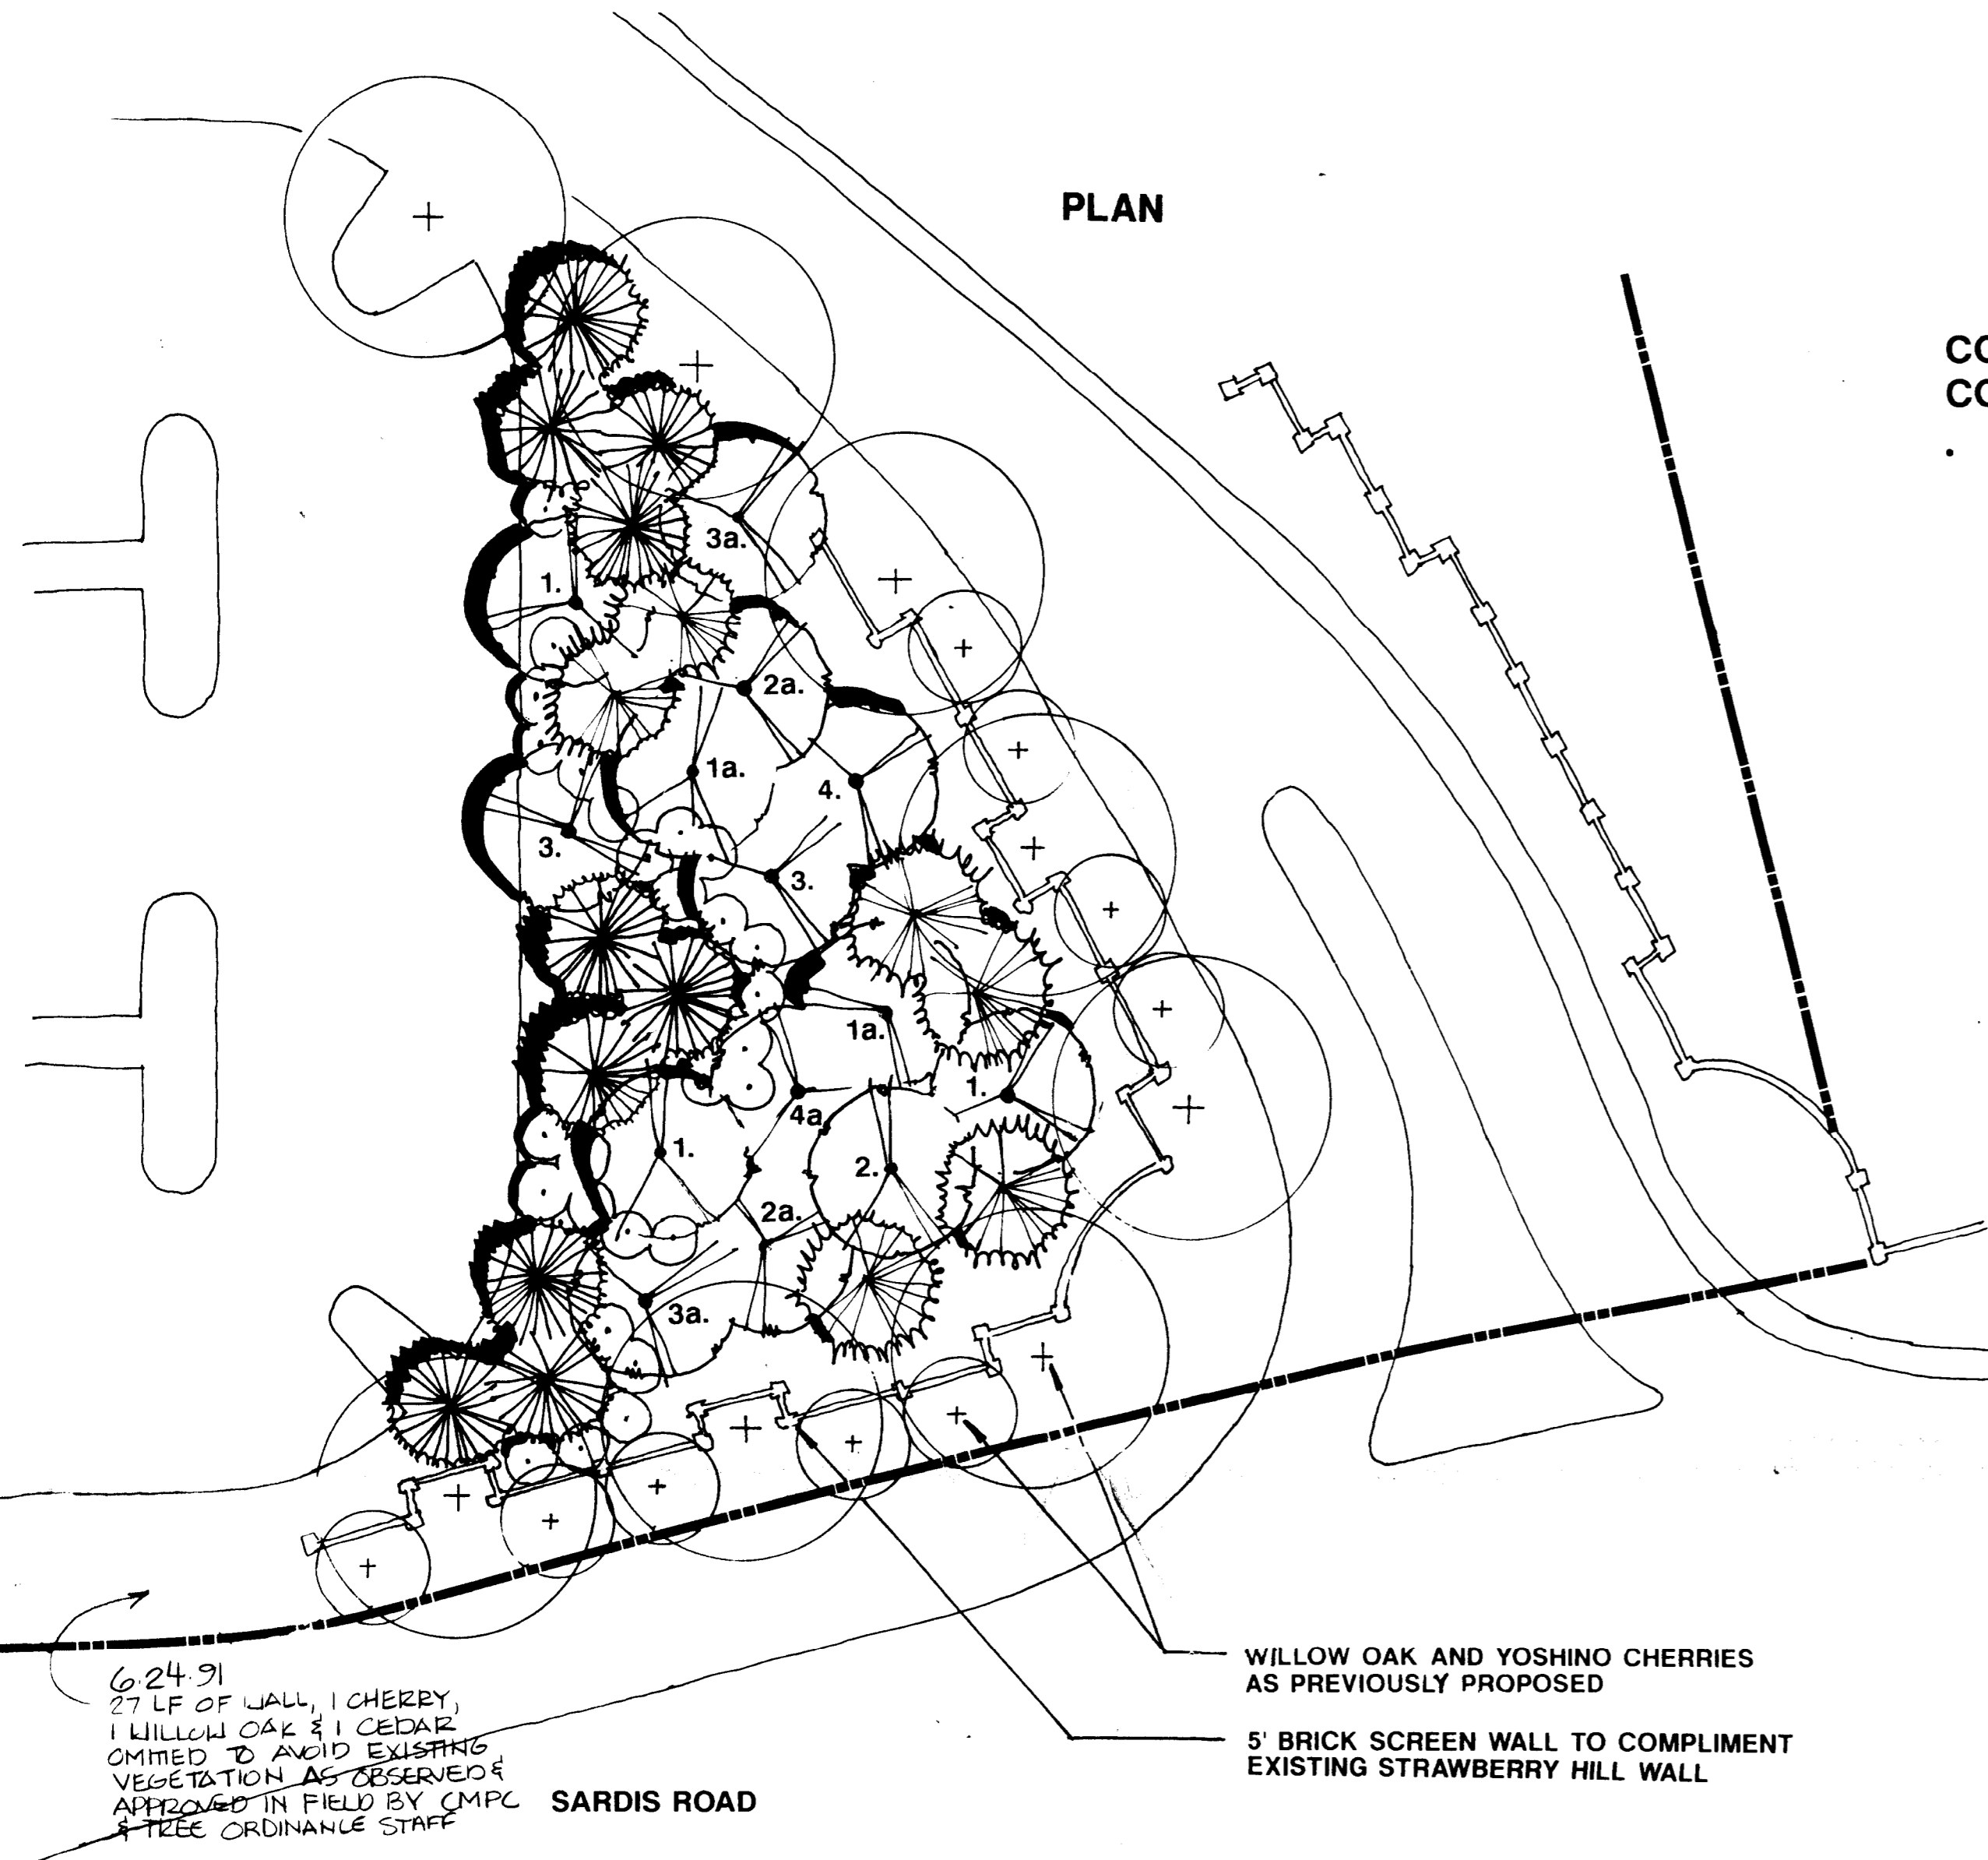 PLAN
CO
CO
3a.
1.
2a.
1a.
4.
3.
3.
1a.
1.
4a
1.
2.
2a.
3a.
WILLOW OAK AND YOSHINO CHERRIES
AS PREVIOUSLY PROPOSED
5' BRICK SCREEN WALL TO COMPLIMENT
EXISTING STRAWBERRY HILL WALL
6.24.91
27 LF OF WALL, 1 CHERRY,
1 WILLOW OAK & 1 CEDAR
OMITTED TO AVOID EXISTING
VEGETATION AS OBSERVED &
APPROVED IN FIELD BY CMPC
& TREE ORDINANCE STAFF
SARDIS ROAD